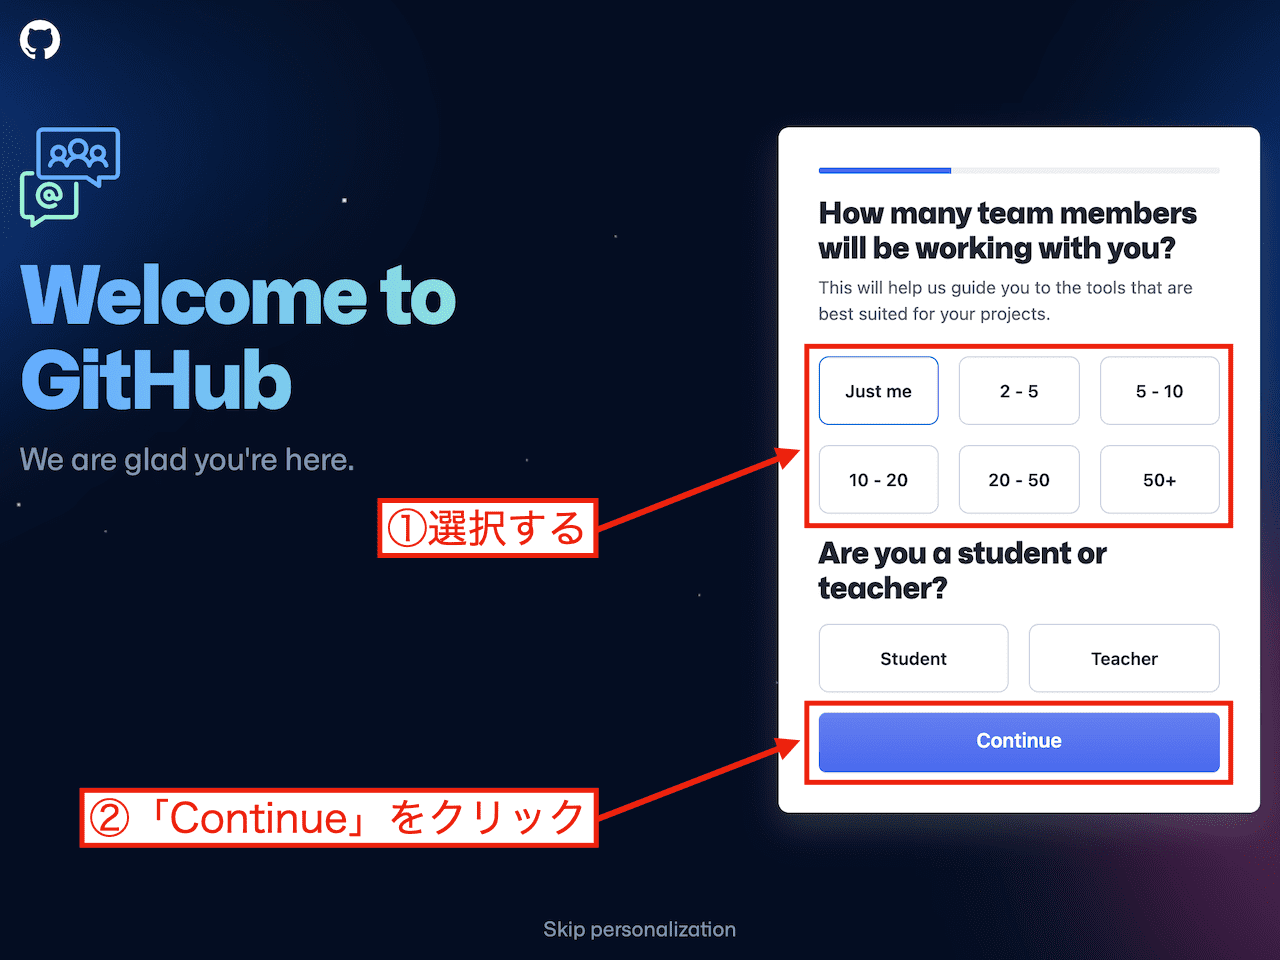 Welcome to
GitHub
We are glad you're here.
How many team members
will be working with you?
This will help us guide you to the tools that are
best suited for your projects.
Just me
2 - 5
5 - 10
10 - 20
20 - 50
50+
①選択する
Are you a student or
teacher?
Student
Teacher
Continue
②「Continue」をクリック
Skip personalization